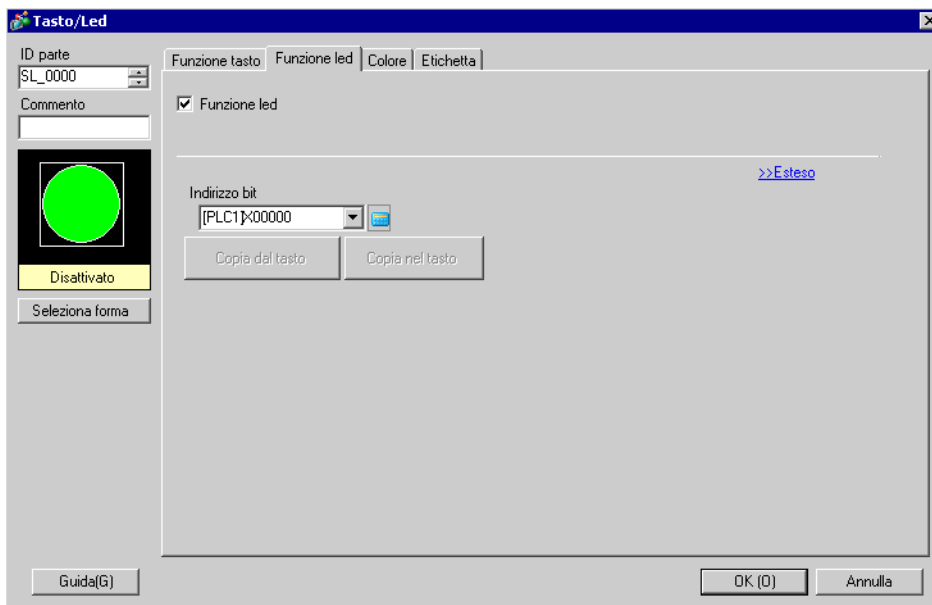 Tasto/Led
ID parte
SL_0000
Commento
Disattivato
Seleziona forma
Funzione tasto Funzione led Colore Etichetta
Funzione led
>>Esteso
Indirizzo bit
[PLC1]X00000
Copia dal tasto Copia nel tasto
Guida(G) OK (O) Annulla